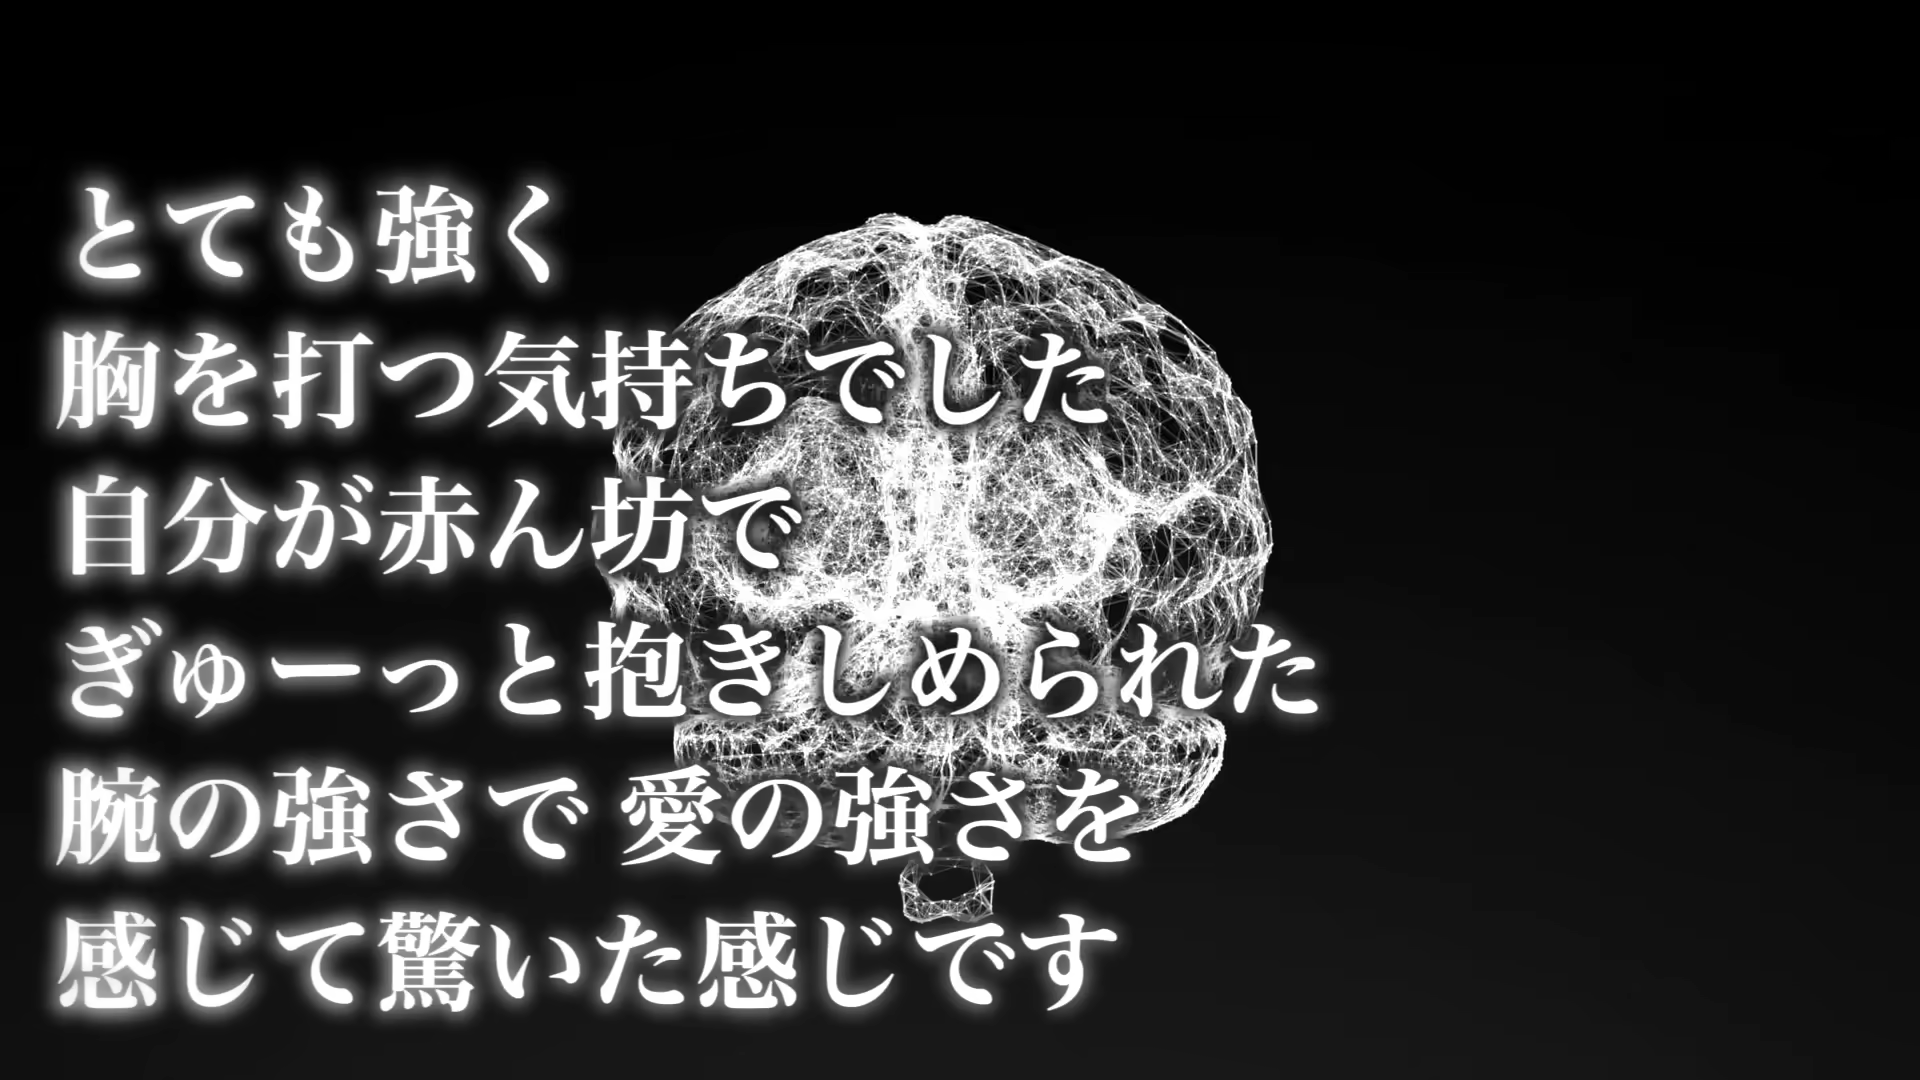 とても強く
胸を打つ気持ちでした
自分が赤ん坊で
ぎゅーっと抱きしめられた
腕の強さで 愛の強さを
感じて驚いた感じです